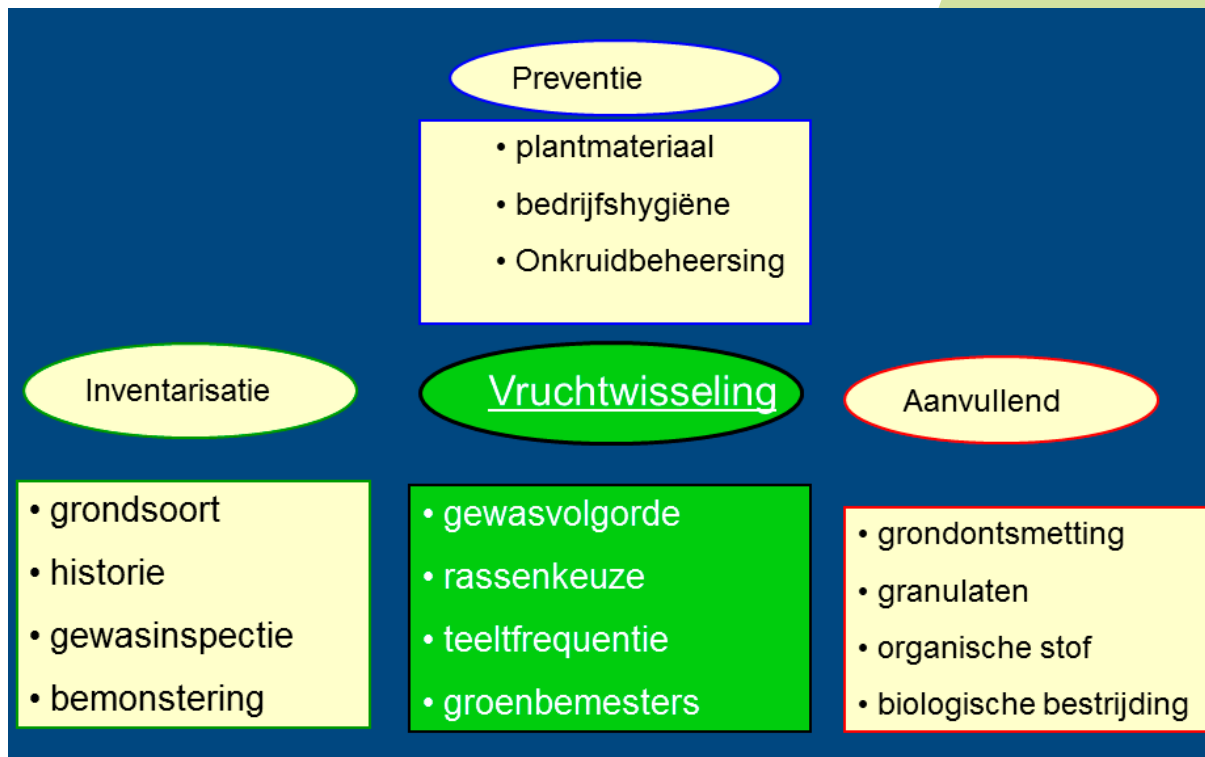 Preventie
• plantmateriaal
• bedrijfshygiëne
• Onkruidbeheersing
Inventarisatie
• grondsoort
• historie
• gewasinspectie
• bemonstering
Vruchtwisseling
• gewasvolgorde
• rassenkeuze
• teeltfrequentie
• groenbemesters
Aanvullend
• grondontsmetting
• granulaten
• organische stof
• biologische bestrijding